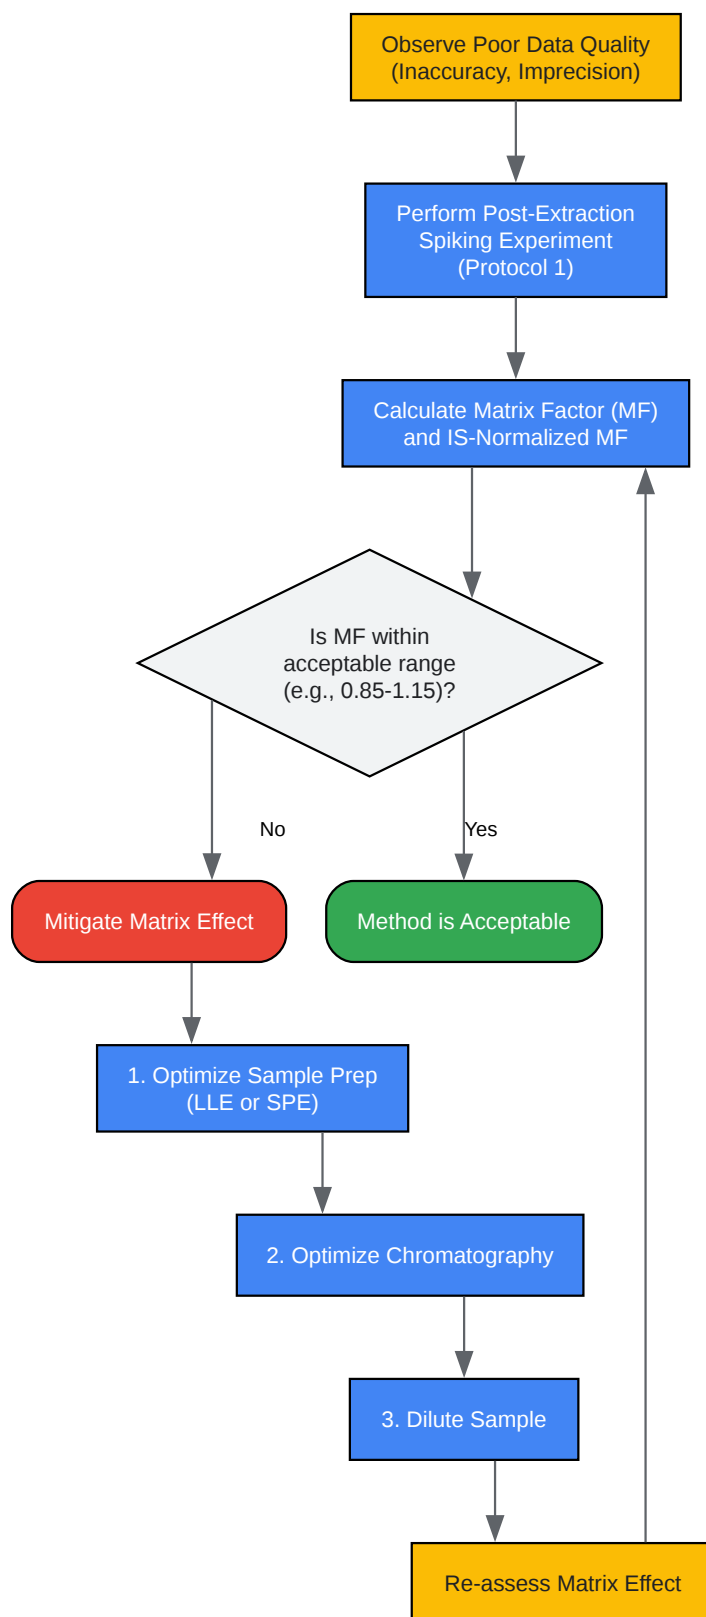 Observe Poor Data Quality
(Inaccuracy, Imprecision)
Perform Post-Extraction
Spiking Experiment
(Protocol 1)
Calculate Matrix Factor (MF)
and IS-Normalized MF
Is MF within
acceptable range
(e.g., 0.85-1.15)?
No
Yes
Mitigate Matrix Effect
Method is Acceptable
1. Optimize Sample Prep
(LLE or SPE)
2. Optimize Chromatography
3. Dilute Sample
Re-assess Matrix Effect